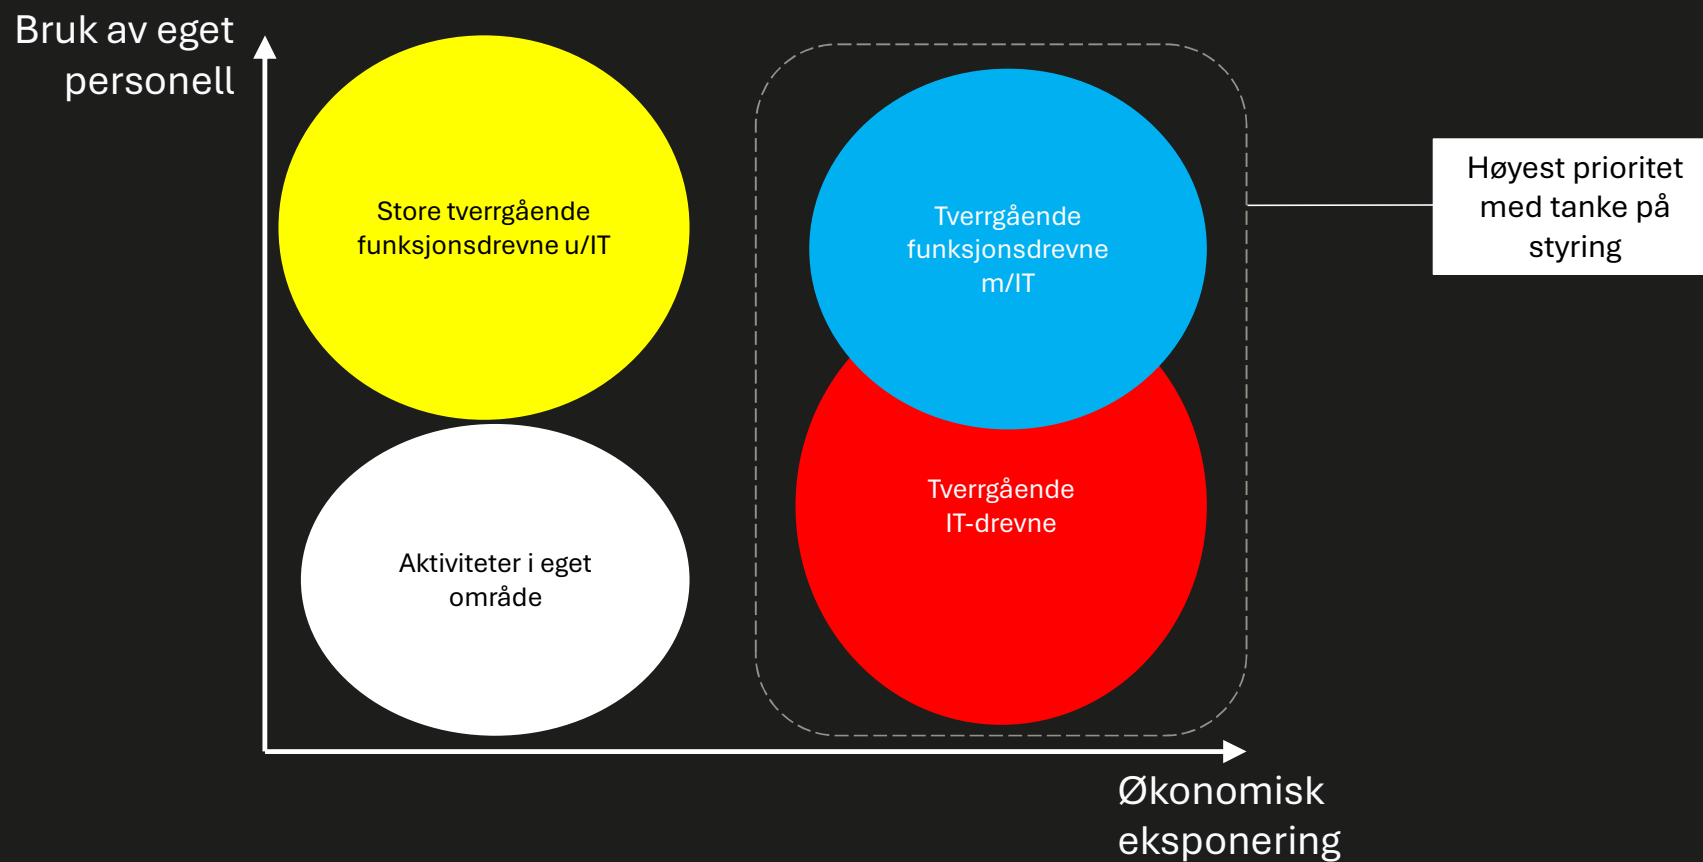 Bruk av eget
personell
Store tverrgående
funksjonsdrevne u/IT
Tverrgående
funksjonsdrevne
m/IT
Høyest prioritet
med tanke på
styring
Tverrgående
IT-drevne
Aktiviteter i eget
område
Økonomisk
eksponering